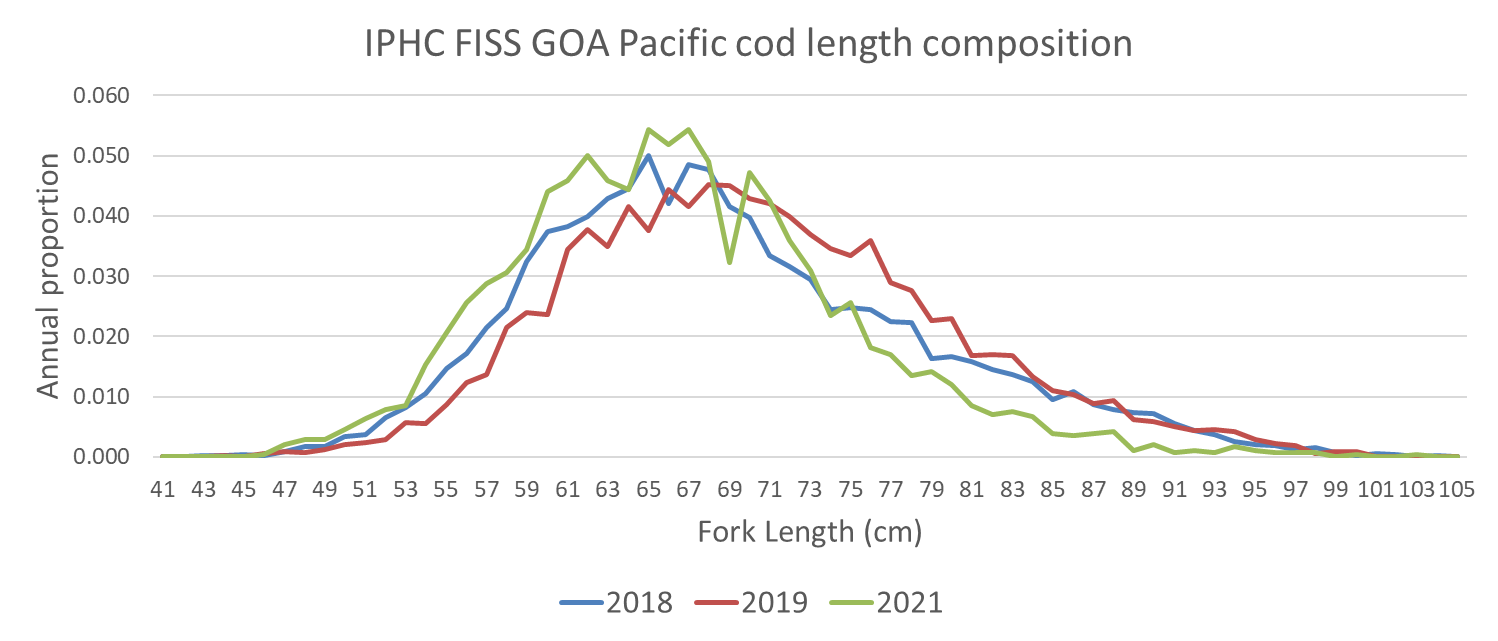 IPHC FISS GOA Pacific cod length composition
0.060
0.050
0.040
0.030
0.020
0.010
0.000
Annual proportion
41 43 45 47 49 51 53 55 57 59 61 63 65 67 69 71 73 75 77 79 81 83 85 87 89 91 93 95 97 99 101 103 105
Fork Length (cm)
2018 2019 2021